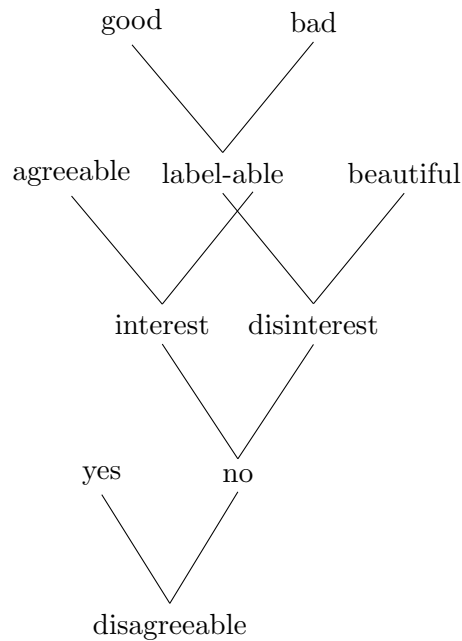 good bad
agreeable label-able beautiful
interest disinterest
yes no
disagreeable